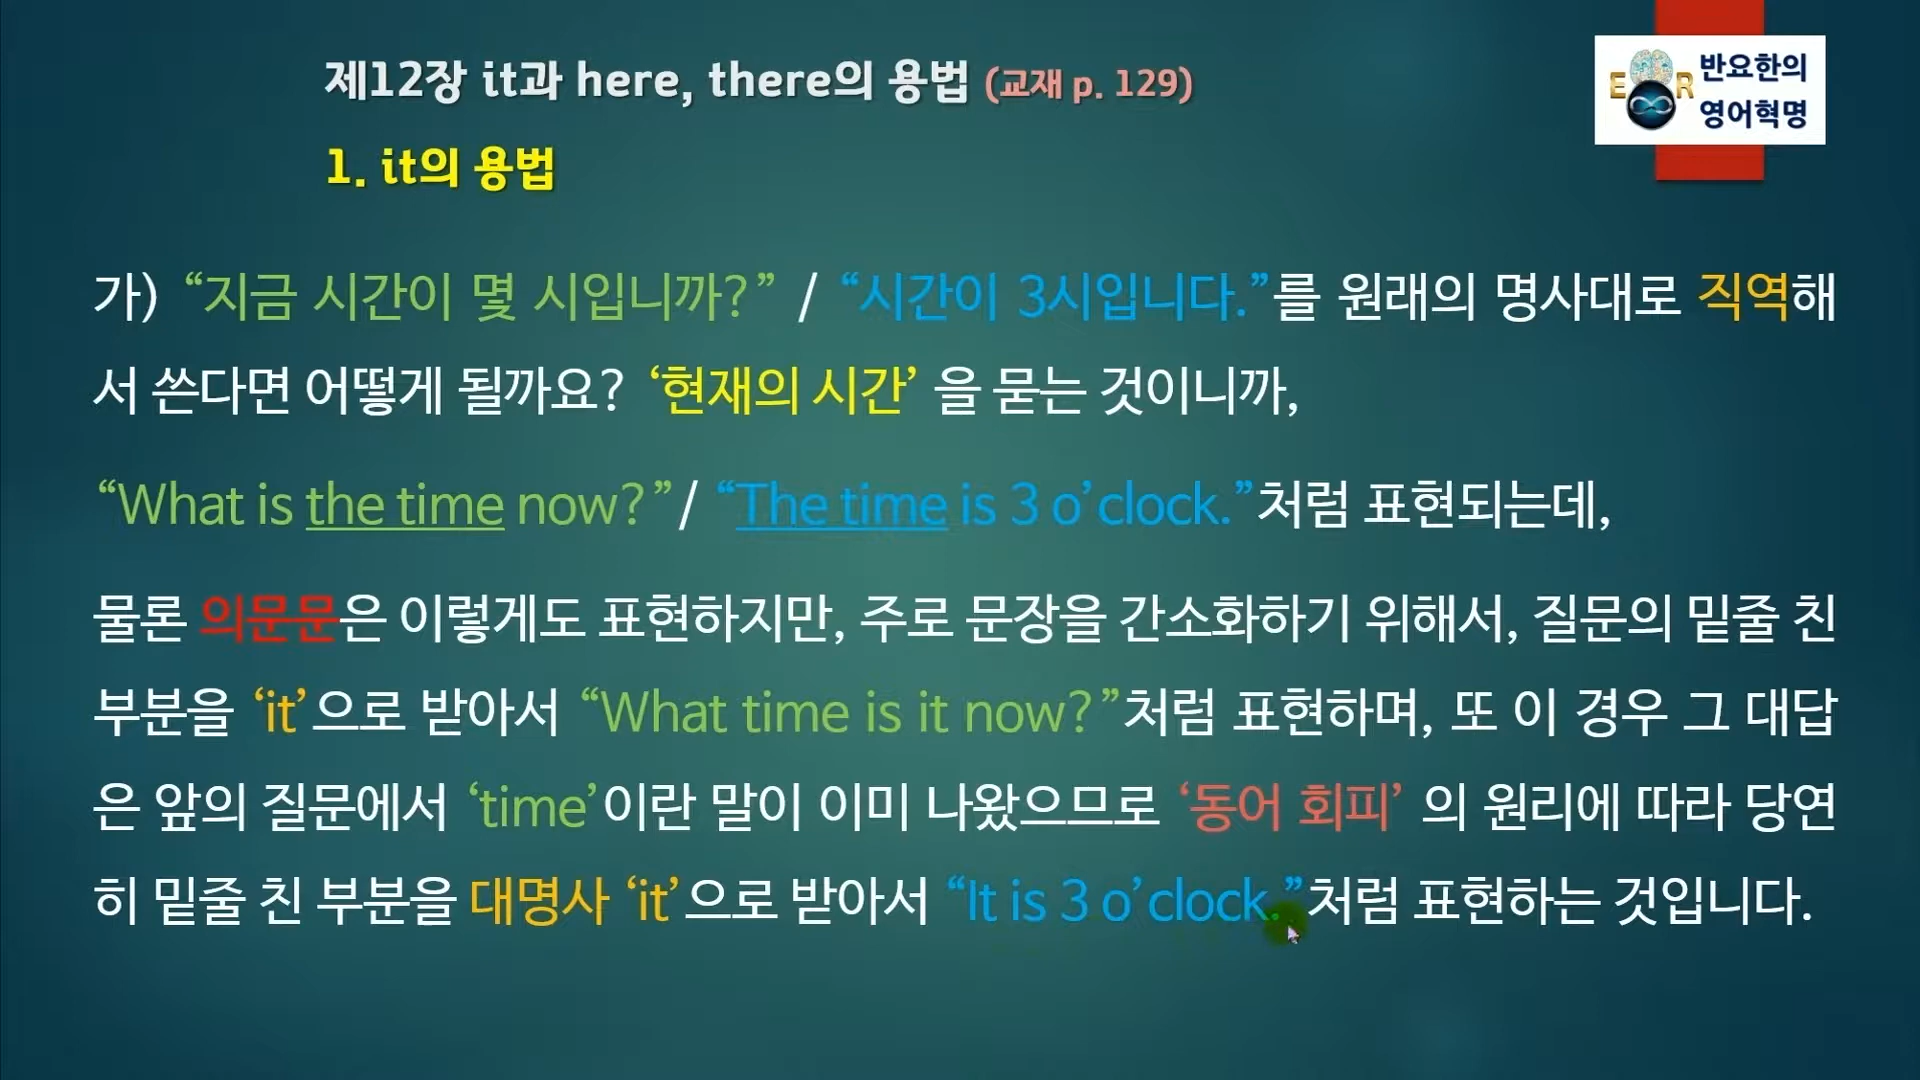 제12장 it과 here, there의 용법 (교재 p. 129)
반요한의
E R
영어혁명
1. it의 용법
가) “지금 시간이 몇 시입니까?” / “시간이 3시입니다.”를 원래의 명사대로 직역해
서 쓴다면 어떻게 될까요? ‘현재의 시간’ 을 묻는 것이니까,
“What is the time now?”/ “The time is 3 o’clock.”처럼 표현되는데,
물론 의문문은 이렇게도 표현하지만, 주로 문장을 간소화하기 위해서, 질문의 밑줄 친
부분을 ‘it’으로 받아서 “What time is it now?”처럼 표현하며, 또 이 경우 그 대답
은 앞의 질문에서 ‘time’이란 말이 이미 나왔으므로 ‘동어 회피’ 의 원리에 따라 당연
히 밑줄 친 부분을 대명사 ‘it’으로 받아서 “It is 3 o’clock.”처럼 표현하는 것입니다.